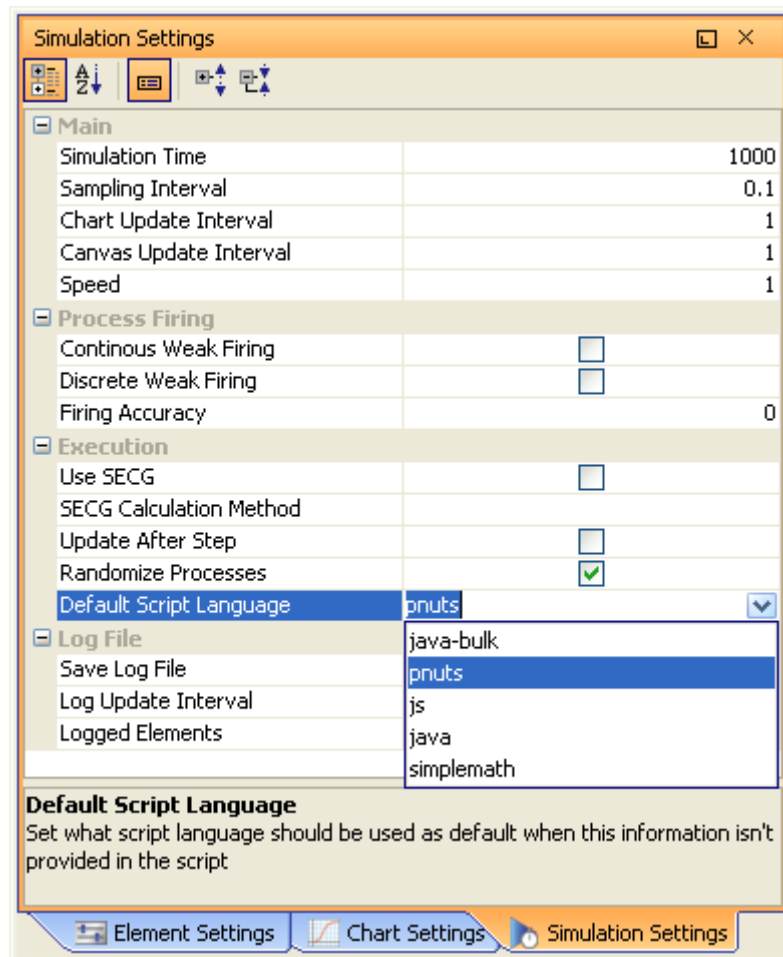 Simulation Settings
Main
Simulation Time 1000
Sampling Interval 0.1
Chart Update Interval 1
Canvas Update Interval 1
Speed 1
Process Firing
Continous Weak Firing
Discrete Weak Firing
Firing Accuracy 0
Execution
Use SECG
SECG Calculation Method
Update After Step
Randomize Processes
Default Script Language pnuts
java-bulk
pnuts
js
java
simplemath
Log File
Save Log File
Log Update Interval
Logged Elements
Default Script Language
Set what script language should be used as default when this information isn't
provided in the script
Element Settings Chart Settings Simulation Settings